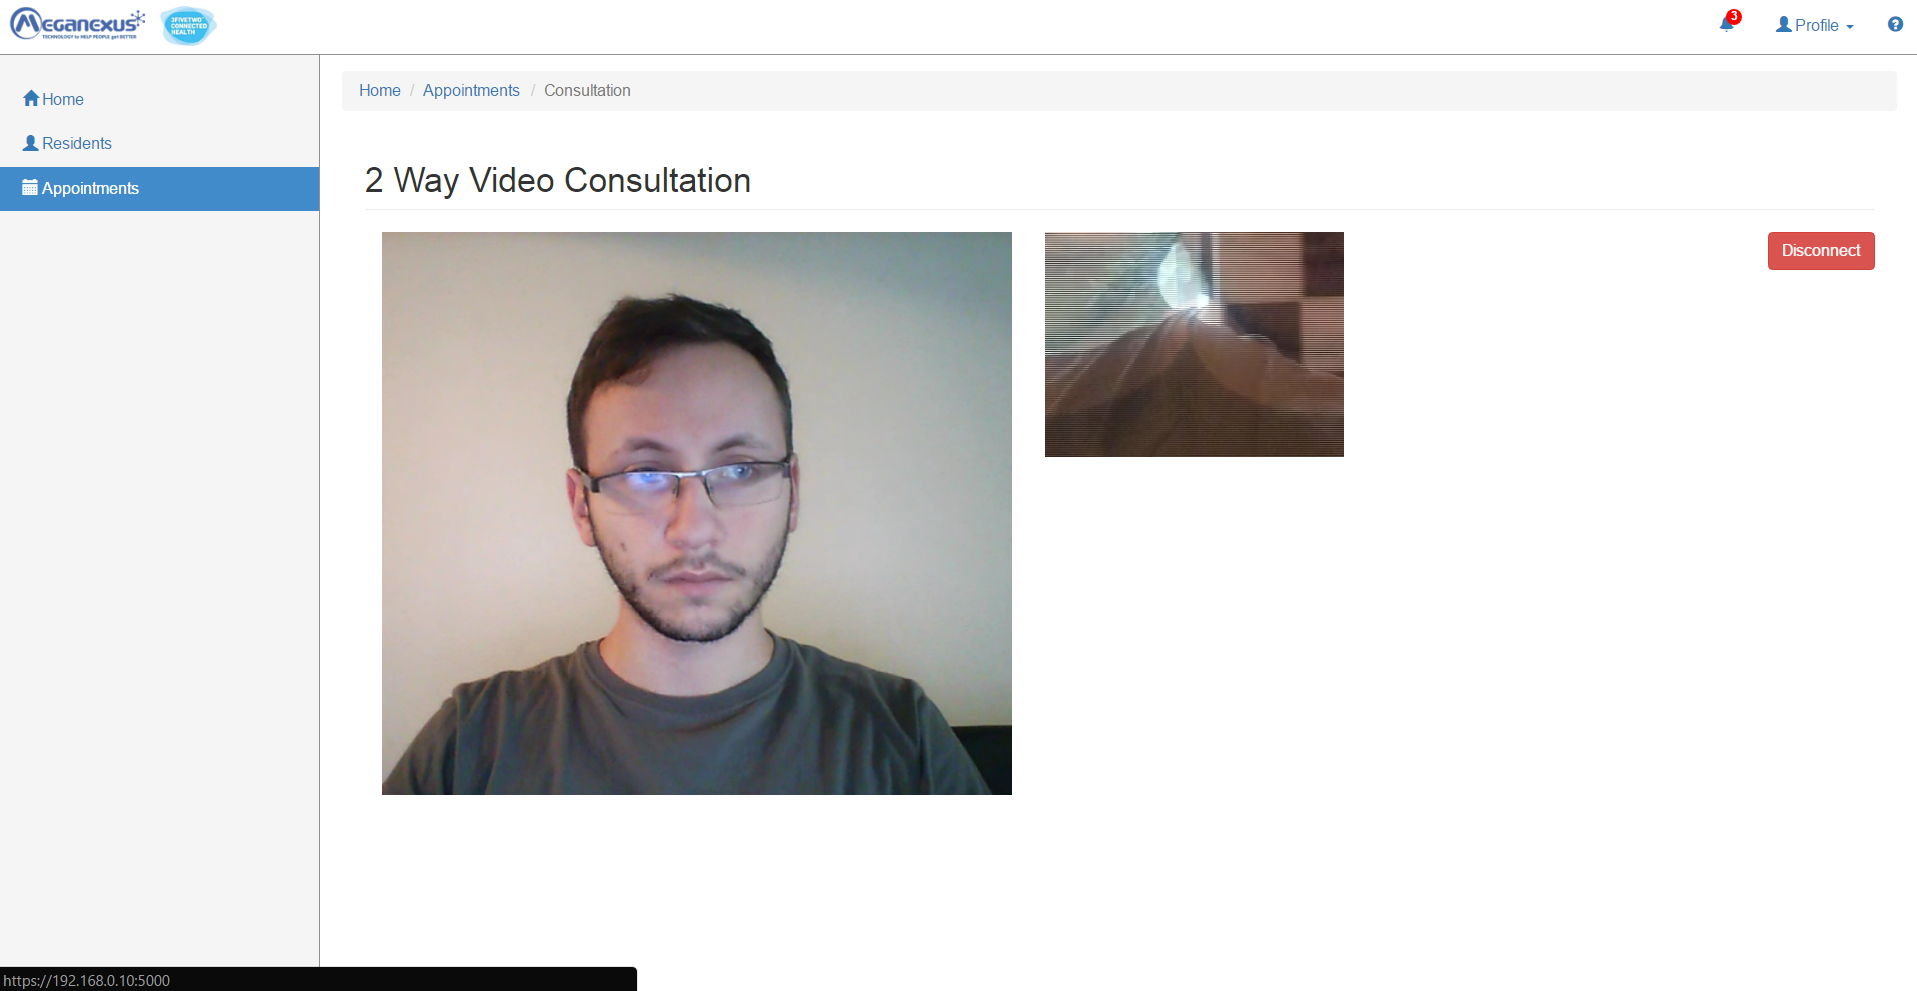 Meganexus
TECHNOLOGY to HELP PEOPLE get BETTER
3FIVETWO
CONNECTED
HEALTH
3
Profile
Home
Residents
Appointments
Home / Appointments / Consultation
2 Way Video Consultation
Disconnect
https://192.168.0.10:5000